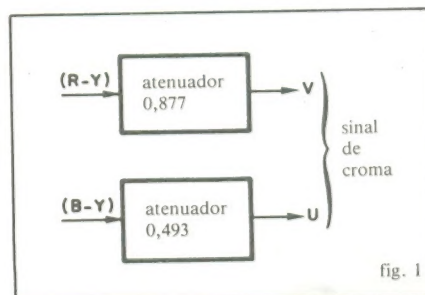 (R-Y)
atenuador
0,877
V
(B-Y)
atenuador
0,493
U
sinal
de
croma
fig. 1